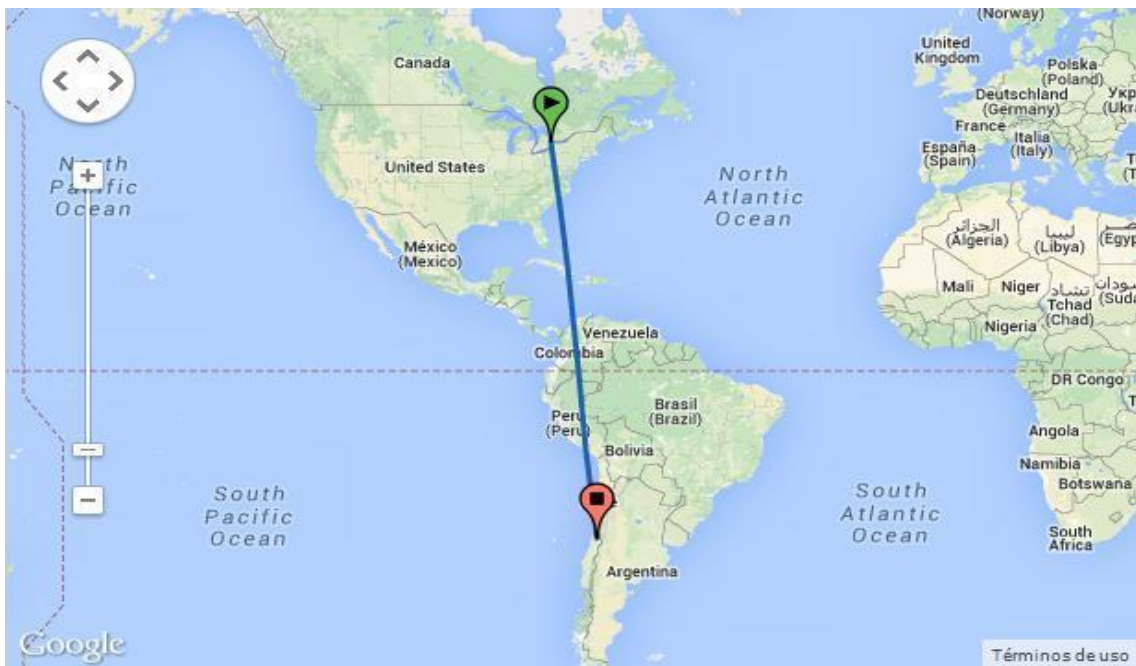 (Norway)
Canada
United
Kingdom
Polska
(Poland)
Deutschland
(Germany)
France
Italia
(Italy)
España
(Spain)
United States
North
Pacific
Ocean
North
Atlantic
Ocean
México
(Mexico)
الجزائر
(Algeria)
ليبيا
(Libya)
Mali
Niger
تشاد
Tchad
(Chad)
Nigeria
Venezuela
Colombia
DR Congo
Brasil
(Brazil)
Peru
(Peru)
Bolivia
Angola
Namibia
Botswana
South
Pacific
Ocean
South
Atlantic
Ocean
South
Africa
Argentina
Google
Términos de uso